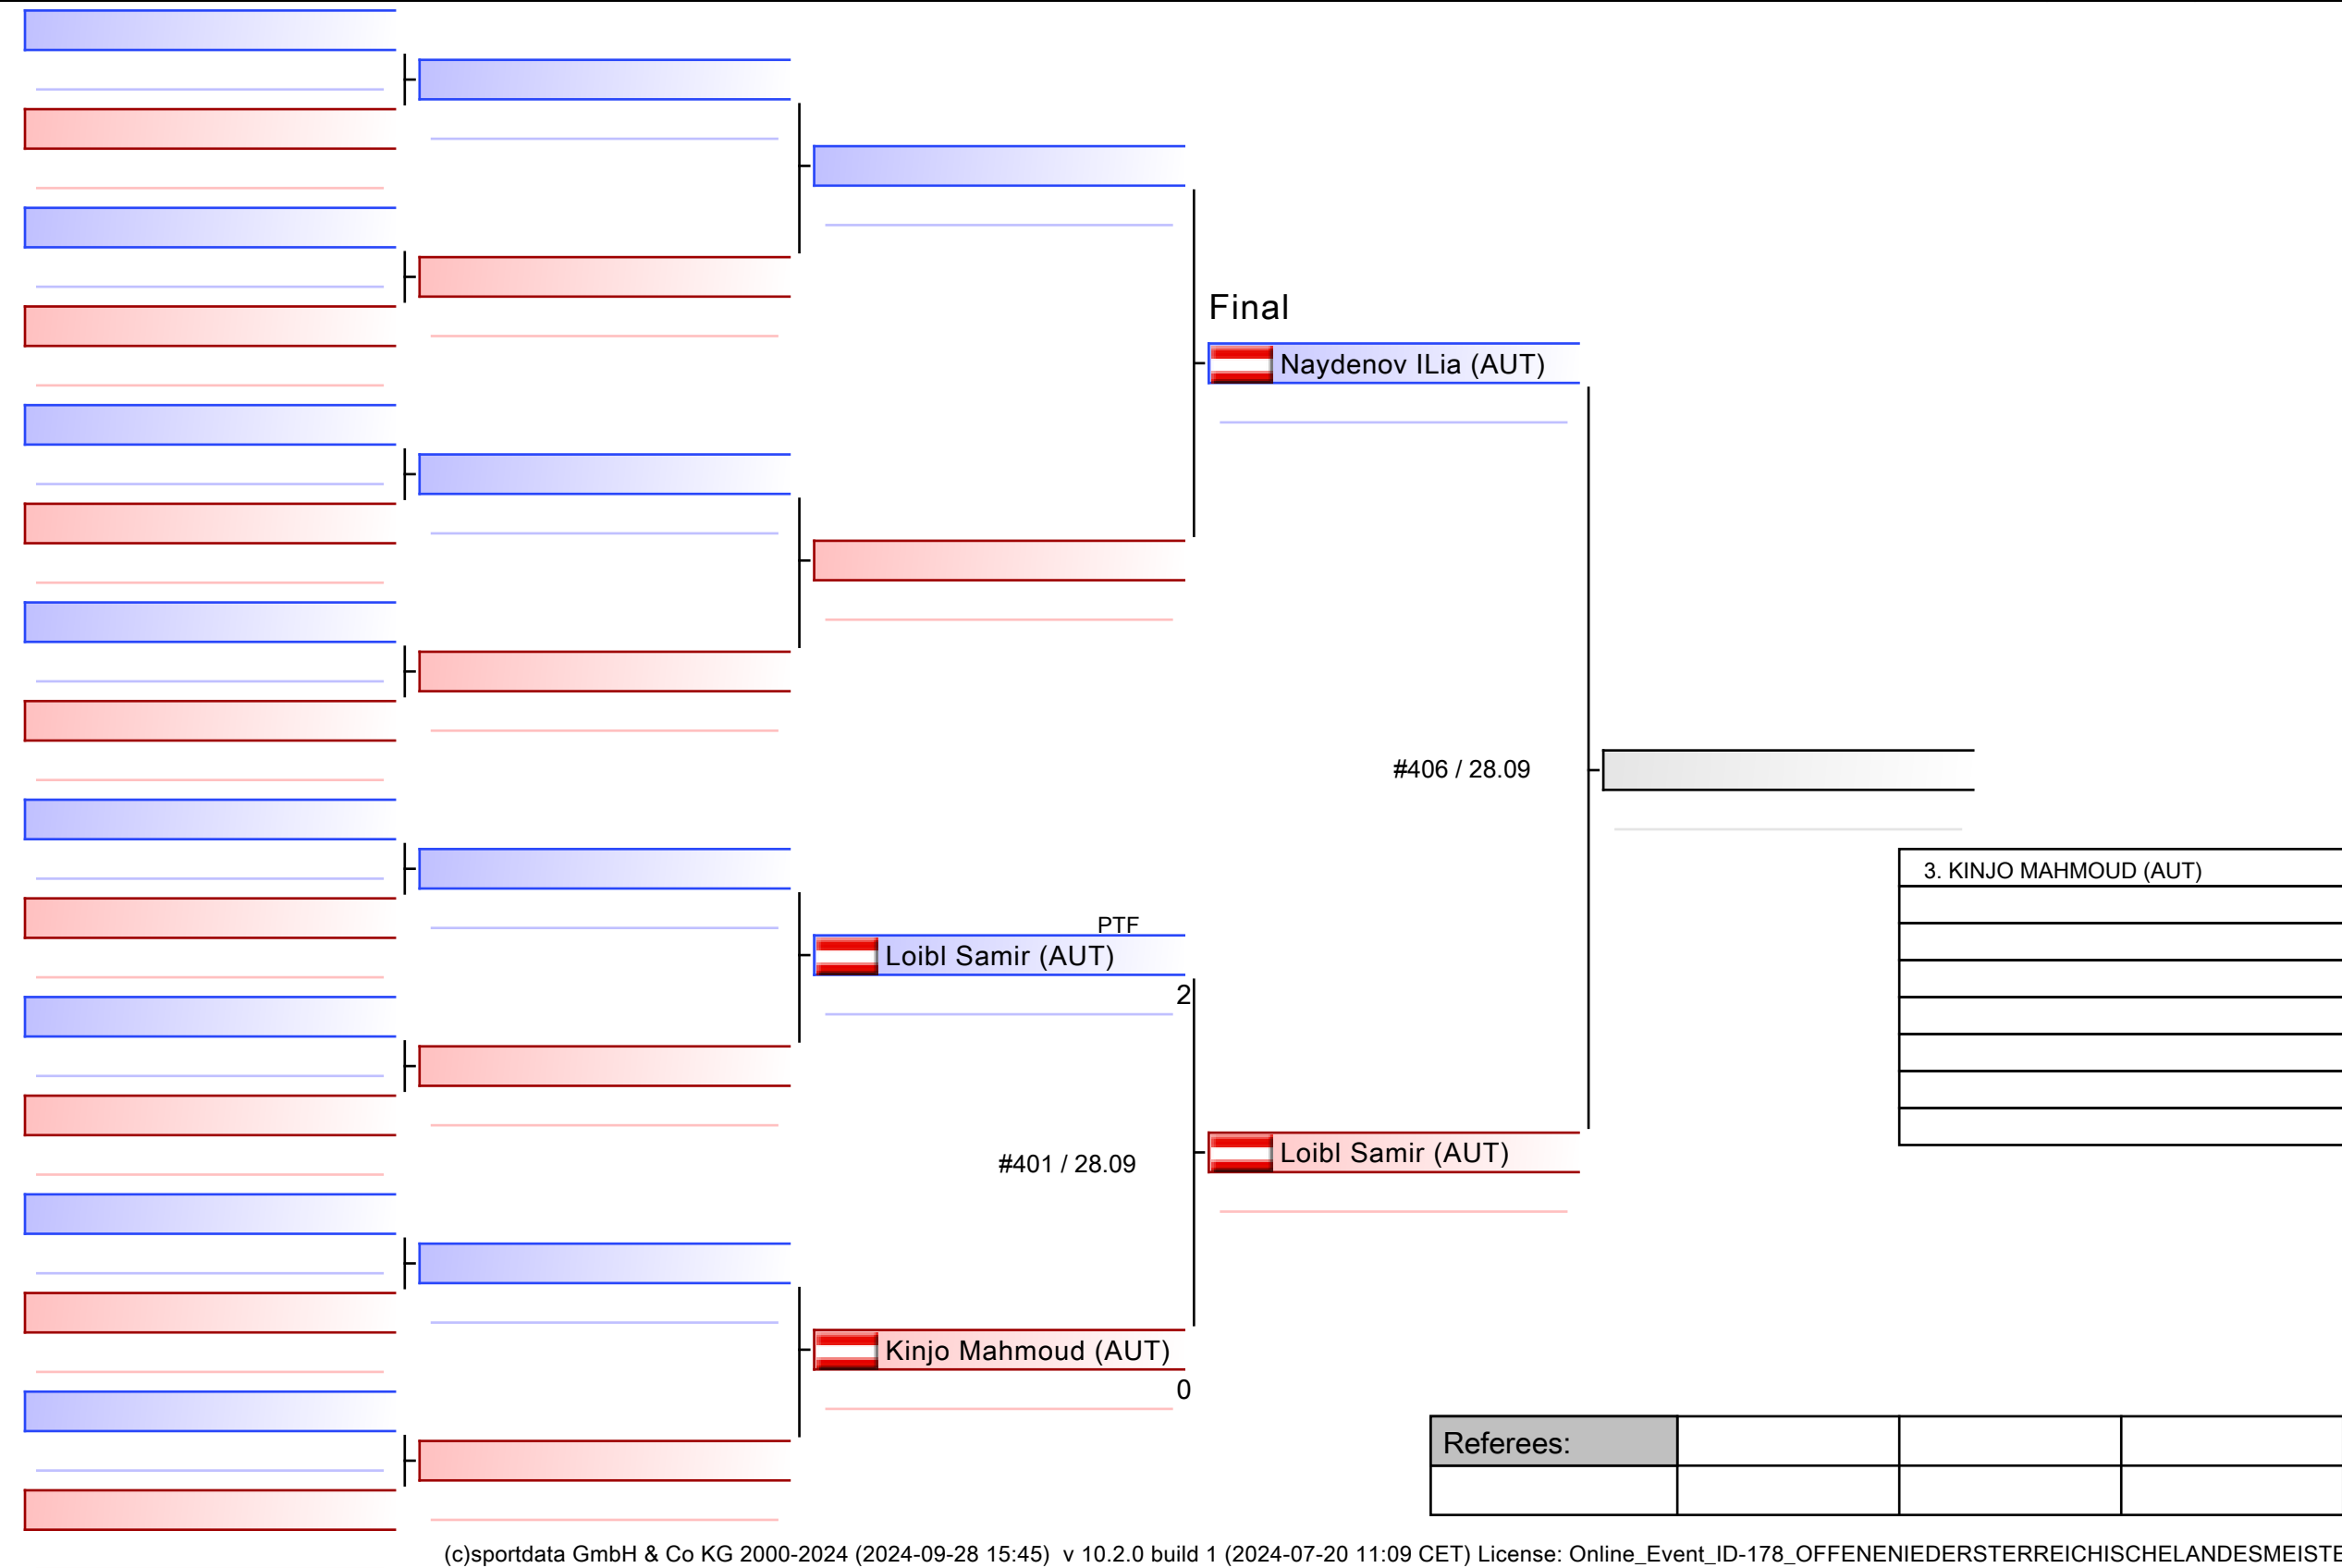 Final
Naydenov ILia (AUT)
#406 / 28.09
3. KINJO MAHMOUD (AUT)
PTF
Loibl Samir (AUT)
2
#401 / 28.09
Loibl Samir (AUT)
Kinjo Mahmoud (AUT)
0
Referees:
(c)sportdata GmbH & Co KG 2000-2024 (2024-09-28 15:45) v 10.2.0 build 1 (2024-07-20 11:09 CET) License: Online_Event_ID-178_OFFENENIEDERSTERREICHISCHELANDESMEISTE